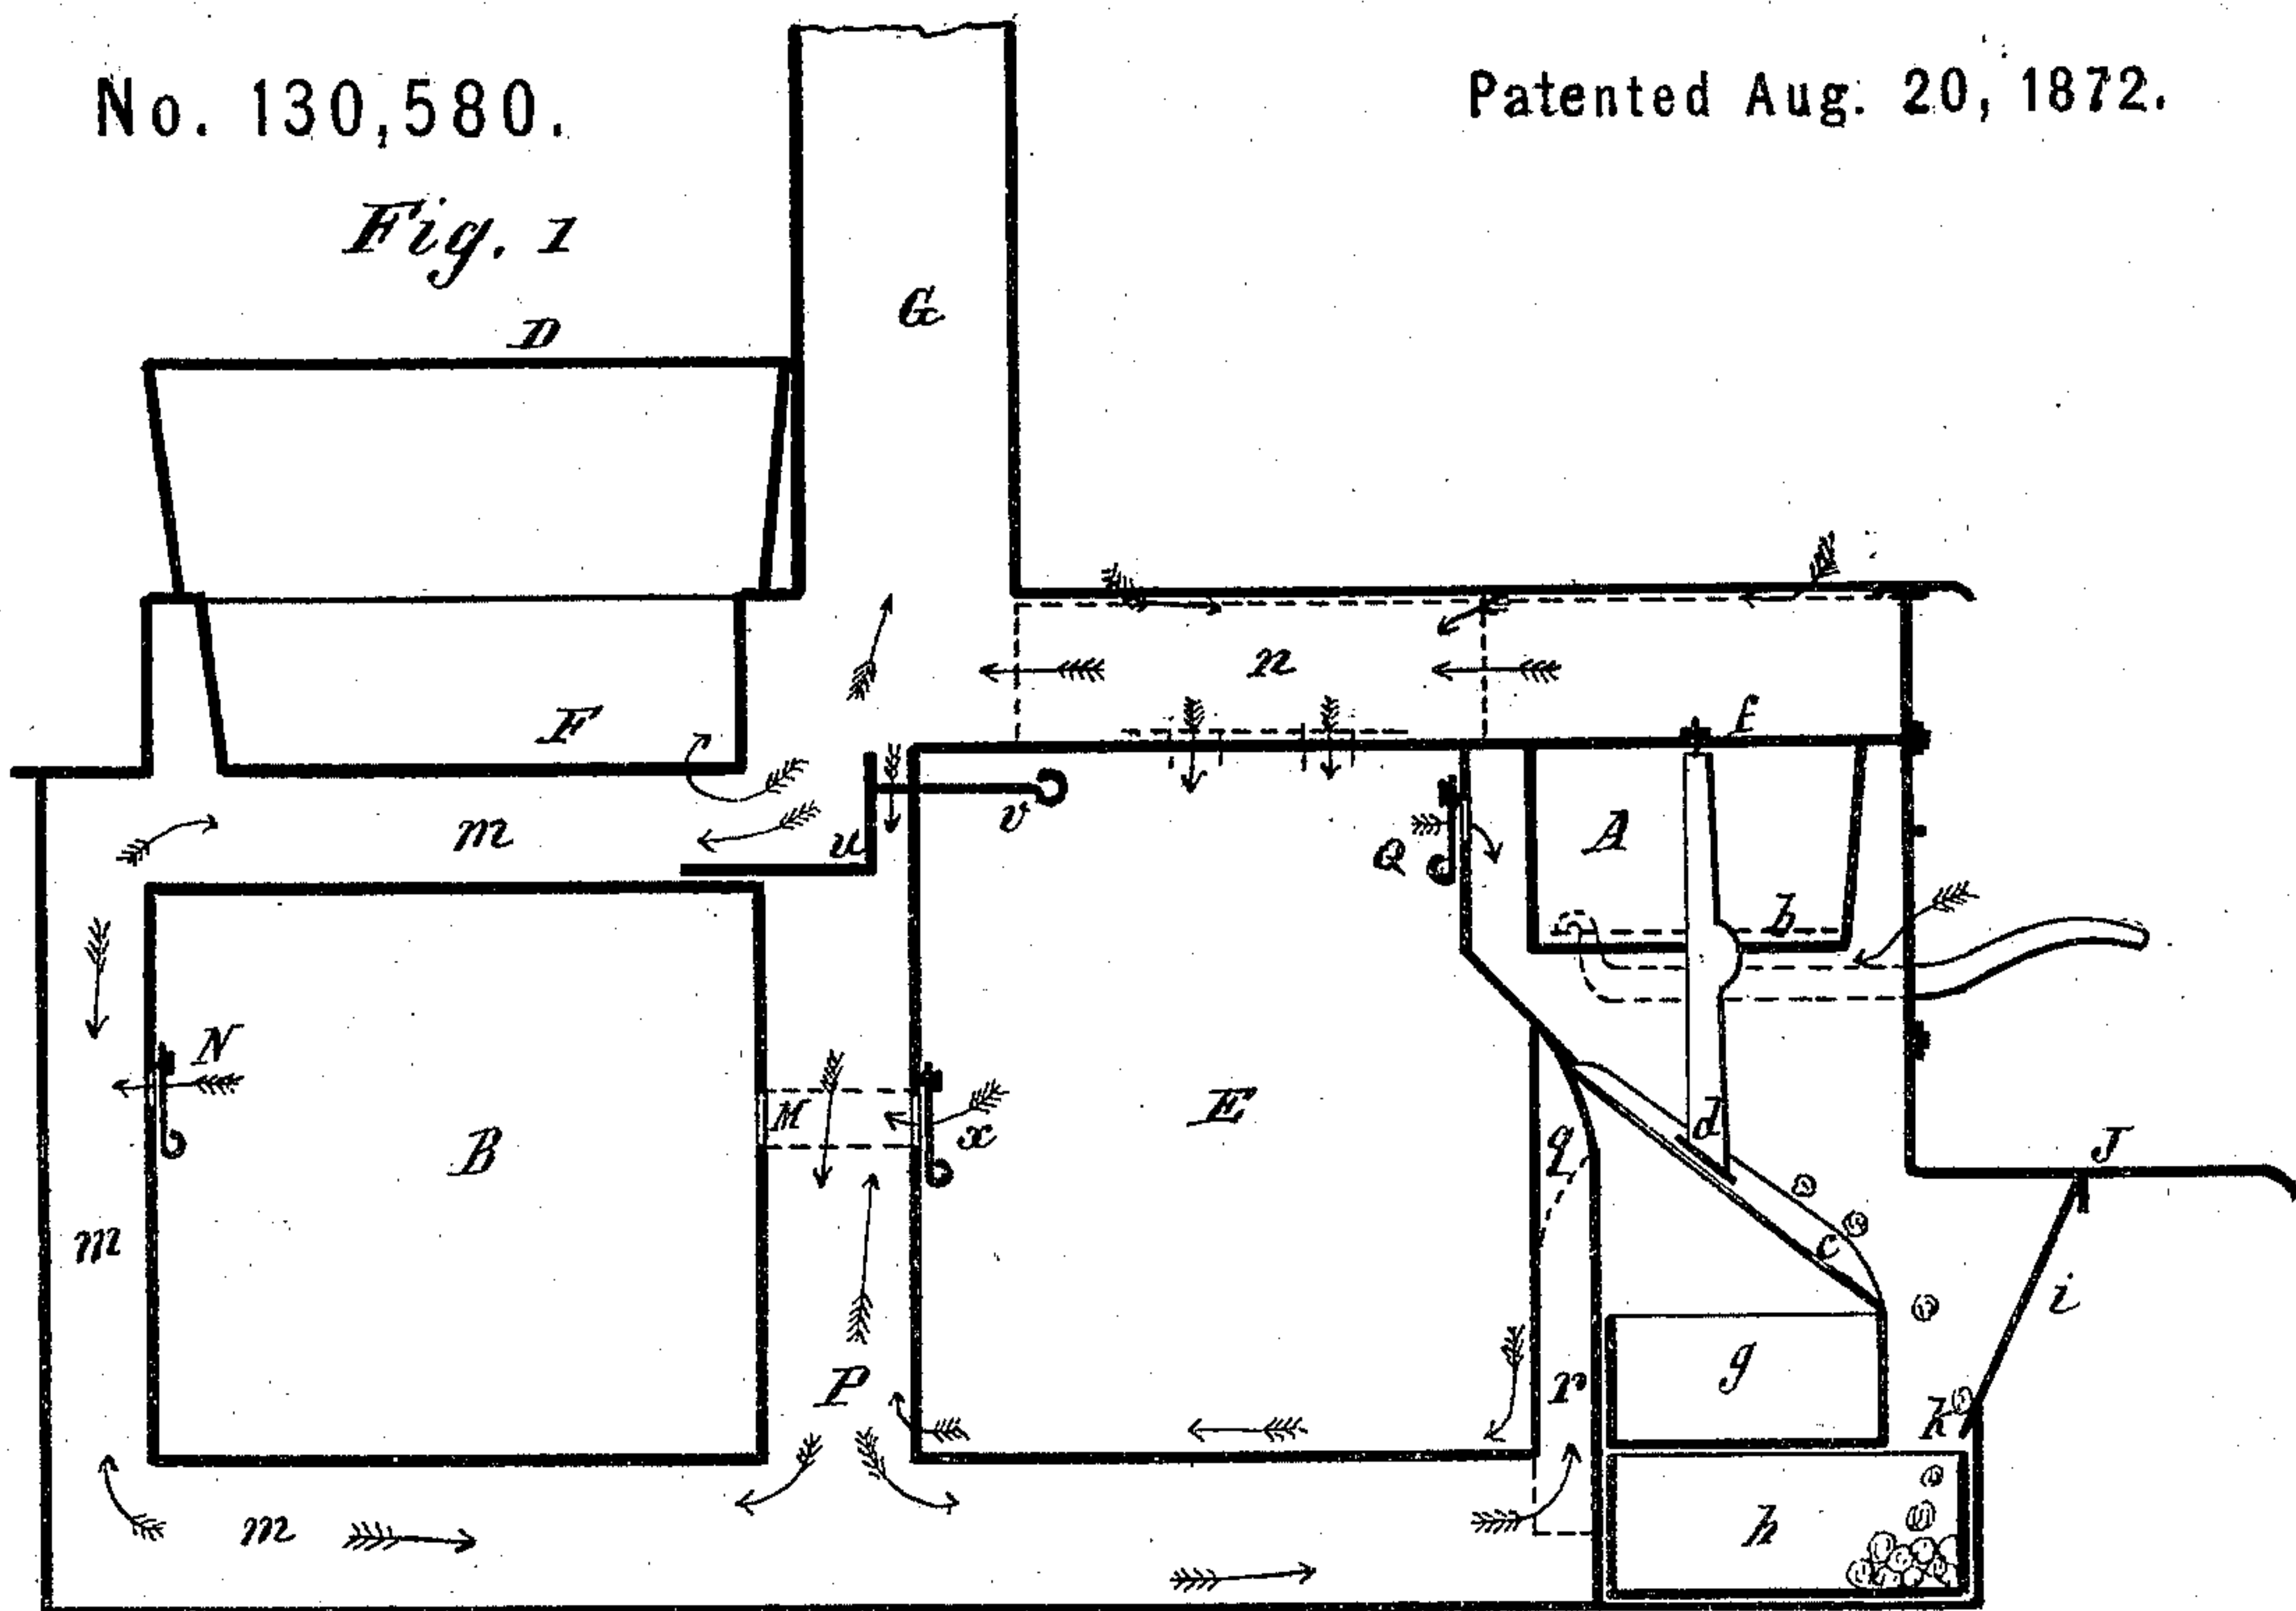 No. 130,580.
Patented Aug. 20, 1872.
Fig. 1
G
D
n
f
F
v
A
m
u
Q
b
N
M
x
E
d
B
q
J
m
c
i
g
P
r
k
m
h